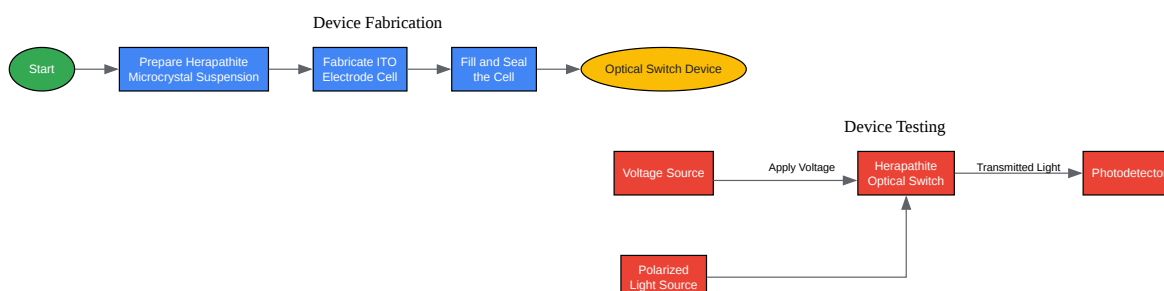 Device Fabrication
Start
Prepare Herapathite
Microcrystal Suspension
Fabricate ITO
Electrode Cell
Fill and Seal
the Cell
Optical Switch Device
Device Testing
Voltage Source
Apply Voltage
Herapathite
Optical Switch
Transmitted Light
Photodetector
Polarized
Light Source